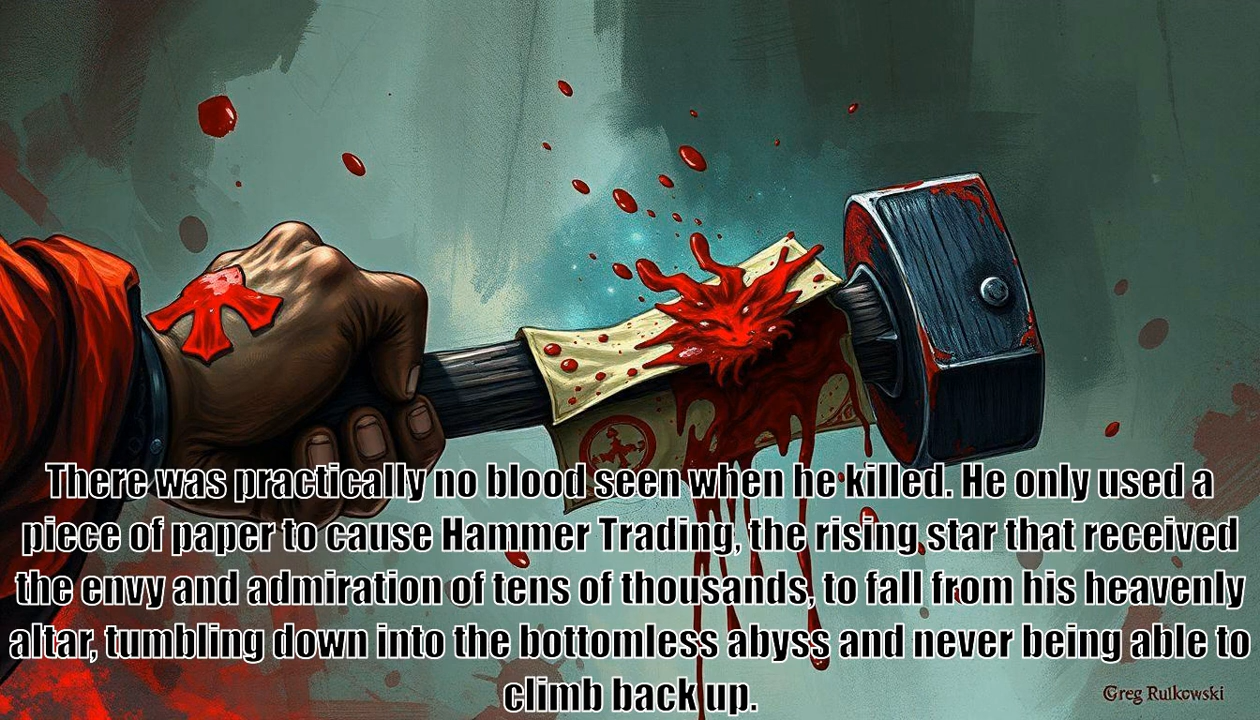 There was practically no blood seen when he killed. He only used a
piece of paper to cause Hammer Trading, the rising star that received
the envy and admiration of tens of thousands, to fall from his heavenly
altar, tumbling down into the bottomless abyss and never being able to
climb back up.
Greg Rulkowski